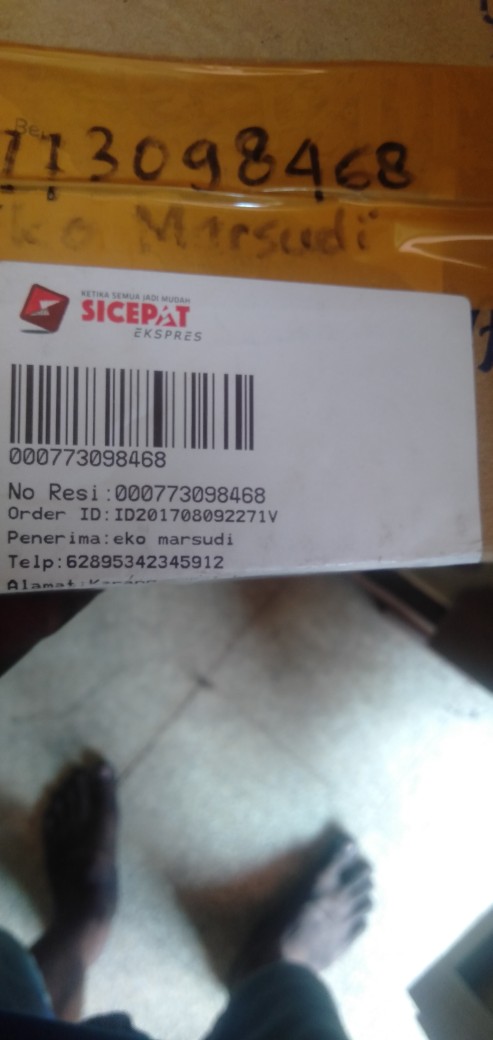 773098468
Marsudi
KETIKA SEMUA JADI MUDAH
SICEPAT
EKSPRES
000773098468
No Resi:000773098468
Order ID:ID201708092271V
Penerima:eko marsudi
Telp:62895342345912
Alamat: